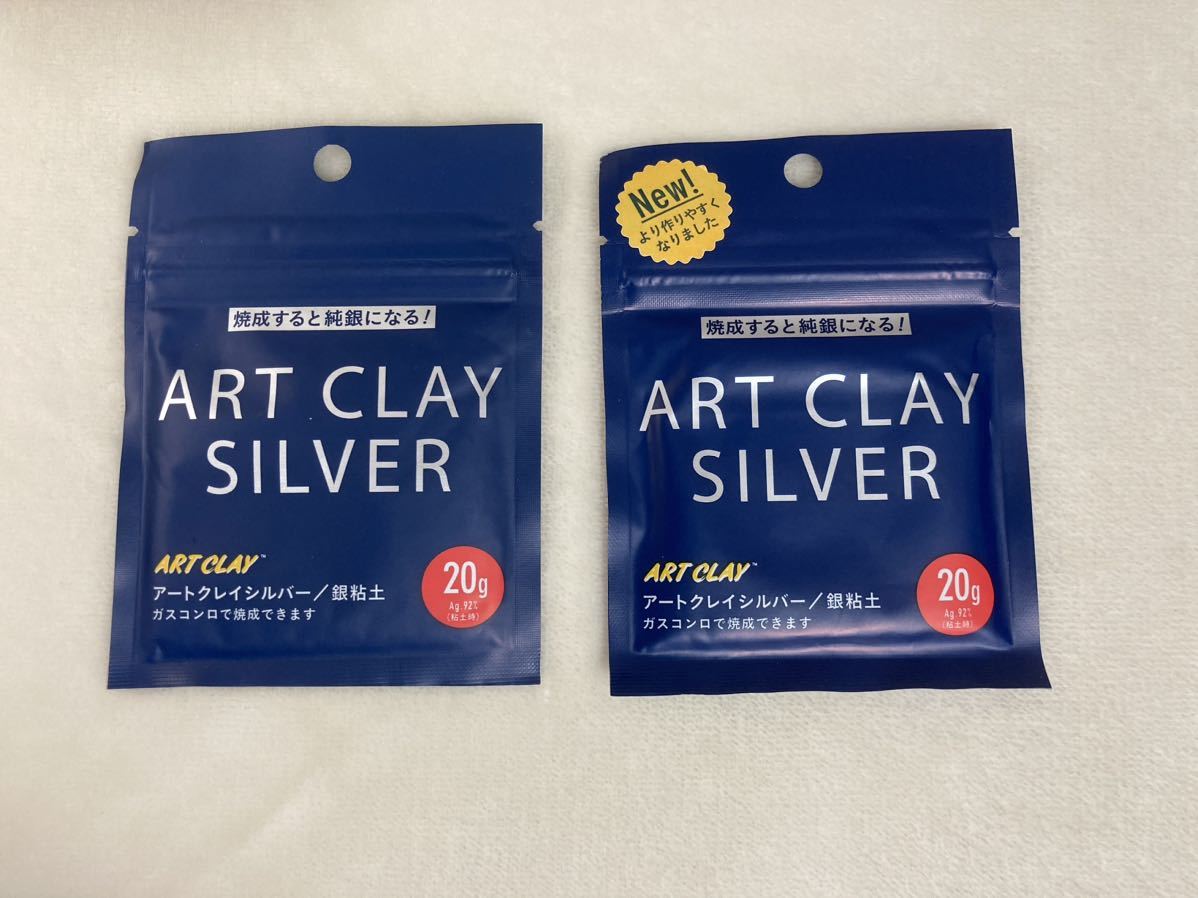 焼成すると純銀になる!
ART CLAY
SILVER
ART CLAY™
アートクレイシルバー/銀粘土
ガスコンロで焼成できます
20g
Ag.92%
(粘土時)
New!
より作りやすく
なりました
焼成すると純銀になる!
ART CLAY
SILVER
ART CLAY™
アートクレイシルバー/銀粘土
ガスコンロで焼成できます
20g
Ag.92%
(粘土時)